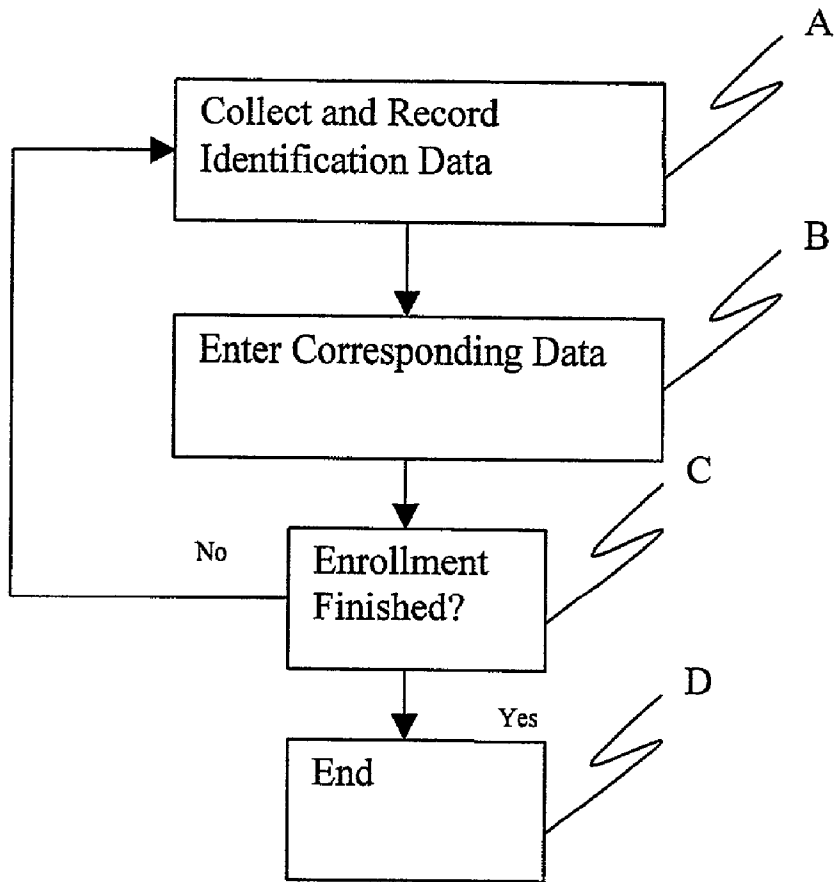 A
Collect and Record
Identification Data
B
Enter Corresponding Data
C
No
Enrollment
Finished?
D
Yes
End